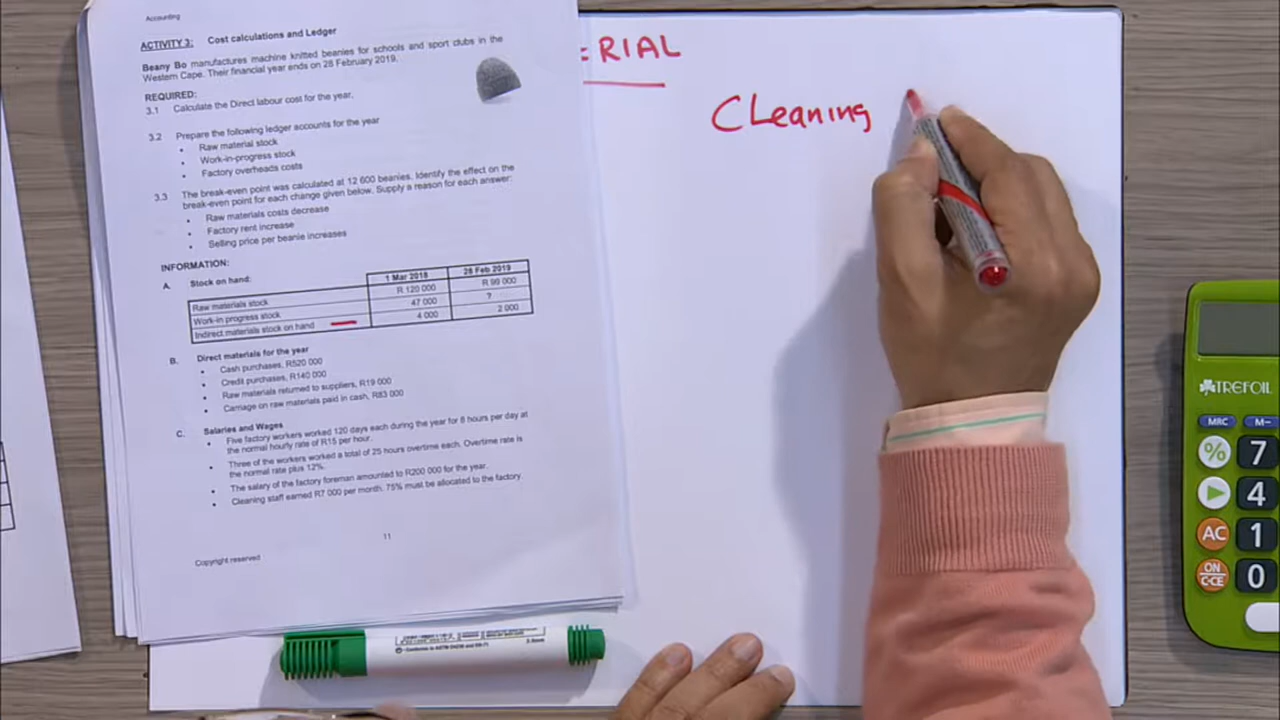 Accounting
ACTIVITY 3: Cost calculations and Ledger
Beany Bo manufactures machine knitted beanies for schools and sport clubs in the
Western Cape. Their financial year ends on 28 February 2019.
REQUIRED:
3.1 Calculate the Direct labour cost for the year.
3.2 Prepare the following ledger accounts for the year
• Raw material stock
• Work-in-progress stock
• Factory overheads costs
3.3 The break-even point was calculated at 12 600 beanies. Identify the effect on the
break-even point for each change given below. Supply a reason for each answer:
• Raw materials costs decrease
• Factory rent increase
• Selling price per beanie increases
INFORMATION:
A. Stock on hand:
1 Mar 2018 28 Feb 2019
Raw materials stock R 120 000 R 99 000
Work-in progress stock 47 000 ?
Indirect materials stock on hand 4 000 2 000
B. Direct materials for the year
• Cash purchases, R520 000
• Credit purchases, R140 000
• Raw materials returned to suppliers, R19 000
• Carriage on raw materials paid in cash, R83 000
C. Salaries and Wages
• Five factory workers worked 120 days each during the year for 8 hours per day at
the normal hourly rate of R15 per hour.
• Three of the workers worked a total of 25 hours overtime each. Overtime rate is
the normal rate plus 12%.
• The salary of the factory foreman amounted to R200 000 for the year.
• Cleaning staff earned R7 000 per month. 75% must be allocated to the factory.
11
Copyright reserved
ERIAL
Cleaning
TREFOIL
MRC M-
% 7
4
AC 1
ON
C·CE 0